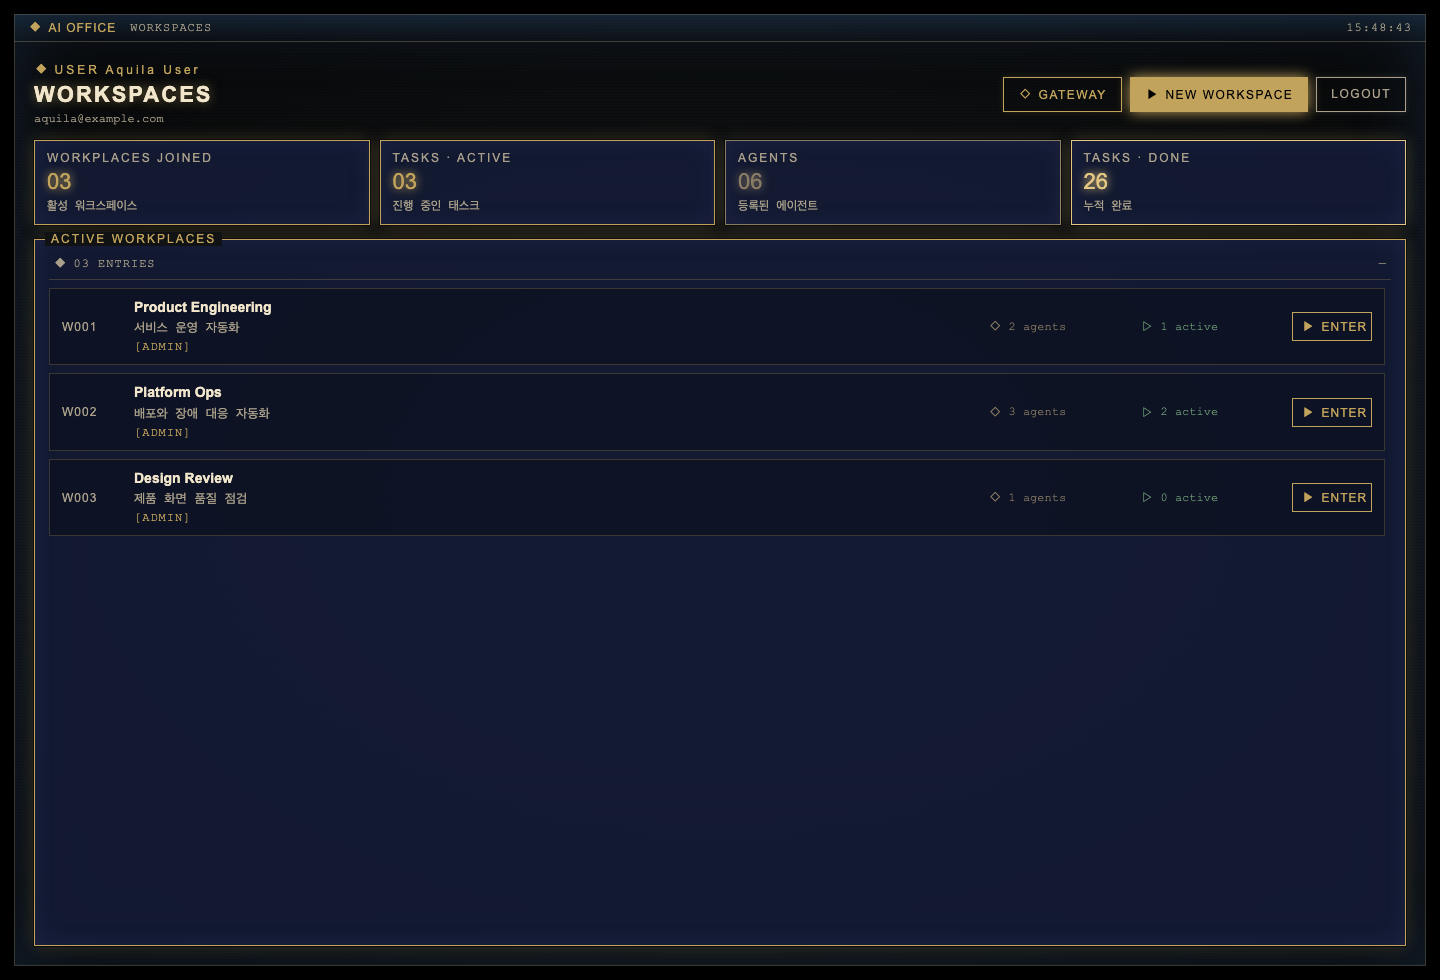 ◆ AI OFFICE WORKSPACES 15:48:43
◆ USER Aquila User
WORKSPACES
aquila@example.com
◇ GATEWAY ▶ NEW WORKSPACE LOGOUT
WORKPLACES JOINED
03
활성 워크스페이스
TASKS · ACTIVE
03
진행 중인 태스크
AGENTS
06
등록된 에이전트
TASKS · DONE
26
누적 완료
ACTIVE WORKPLACES
◆ 03 ENTRIES —
W001
Product Engineering
서비스 운영 자동화
[ADMIN]
◇ 2 agents ▷ 1 active ▶ ENTER
W002
Platform Ops
배포와 장애 대응 자동화
[ADMIN]
◇ 3 agents ▷ 2 active ▶ ENTER
W003
Design Review
제품 화면 품질 점검
[ADMIN]
◇ 1 agents ▷ 0 active ▶ ENTER